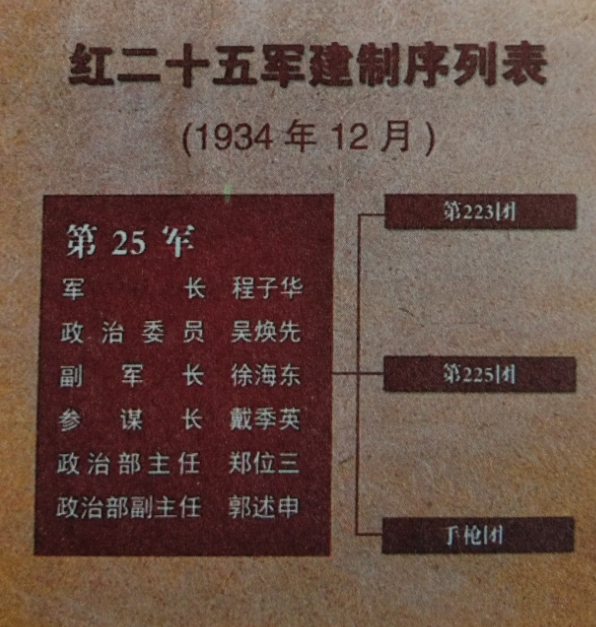 红二十五军建制序列表
(1934年12月)
第25军
军长 程子华
政治委员 吴焕先
副军长 徐海东
参谋长 戴季英
政治部主任 郑位三
政治部副主任 郭述申
第223团
第225团
手枪团